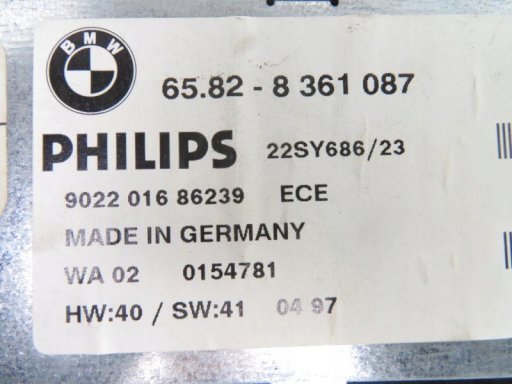 BMW
65.82 - 8 361 087
PHILIPS 22SY686/23
9022 016 86239 ECE
MADE IN GERMANY
WA 02 0154781
HW:40 / SW:41 04 97